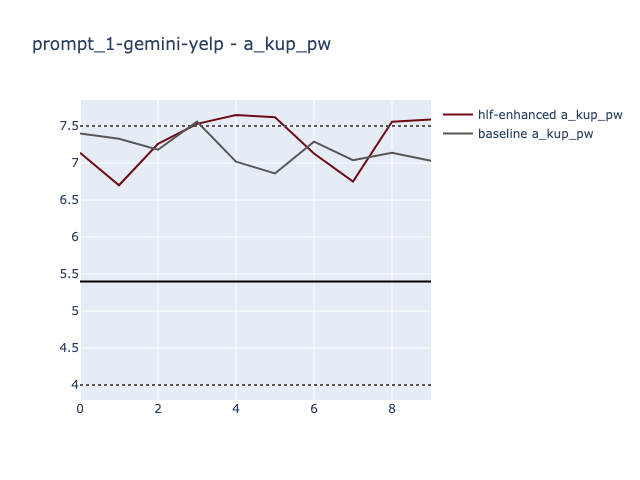 prompt_1-gemini-yelp - a_kup_pw
hlf-enhanced a_kup_pw
baseline a_kup_pw
7.5
7
6.5
6
5.5
5
4.5
4
0 2 4 6 8